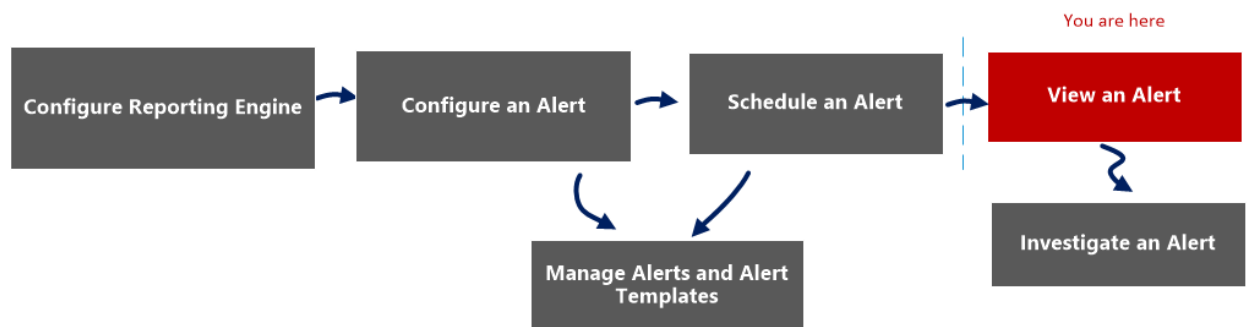 You are here
Configure Reporting Engine
Configure an Alert
Schedule an Alert
View an Alert
Manage Alerts and Alert
Templates
Investigate an Alert